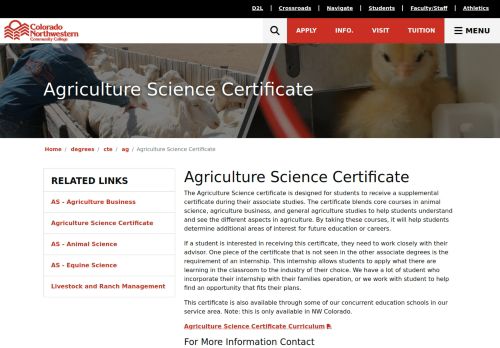 D2L | Crossroads | Navigate | Students | Faculty/Staff | Athletics
Colorado
Northwestern
Community College
APPLY INFO. VISIT TUITION MENU
Agriculture Science Certificate
Home / degrees / cte / ag / Agriculture Science Certificate
RELATED LINKS
AS - Agriculture Business
Agriculture Science Certificate
AS - Animal Science
AS - Equine Science
Livestock and Ranch Management
Agriculture Science Certificate
The Agriculture Science certificate is designed for students to receive a supplemental
certificate during their associate studies. The certificate blends core courses in animal
science, agriculture business, and general agriculture studies to help students understand
and see the different aspects in agriculture. By taking these courses, it will help students
determine additional areas of interest for future education or careers.
If a student is interested in receiving this certificate, they need to work closely with their
advisor. One piece of the certificate that is not seen in the other associate degrees is the
requirement of an internship. This internship allows students to apply what there are
learning in the classroom to the industry of their choice. We have a lot of student who
incorporate their internship with their families operation, or we work with student to help
find an opportunity that fits their plans.
This certificate is also available through some of our concurrent education schools in our
service area. Note: this is only available in NW Colorado.
Agriculture Science Certificate Curriculum
For More Information Contact